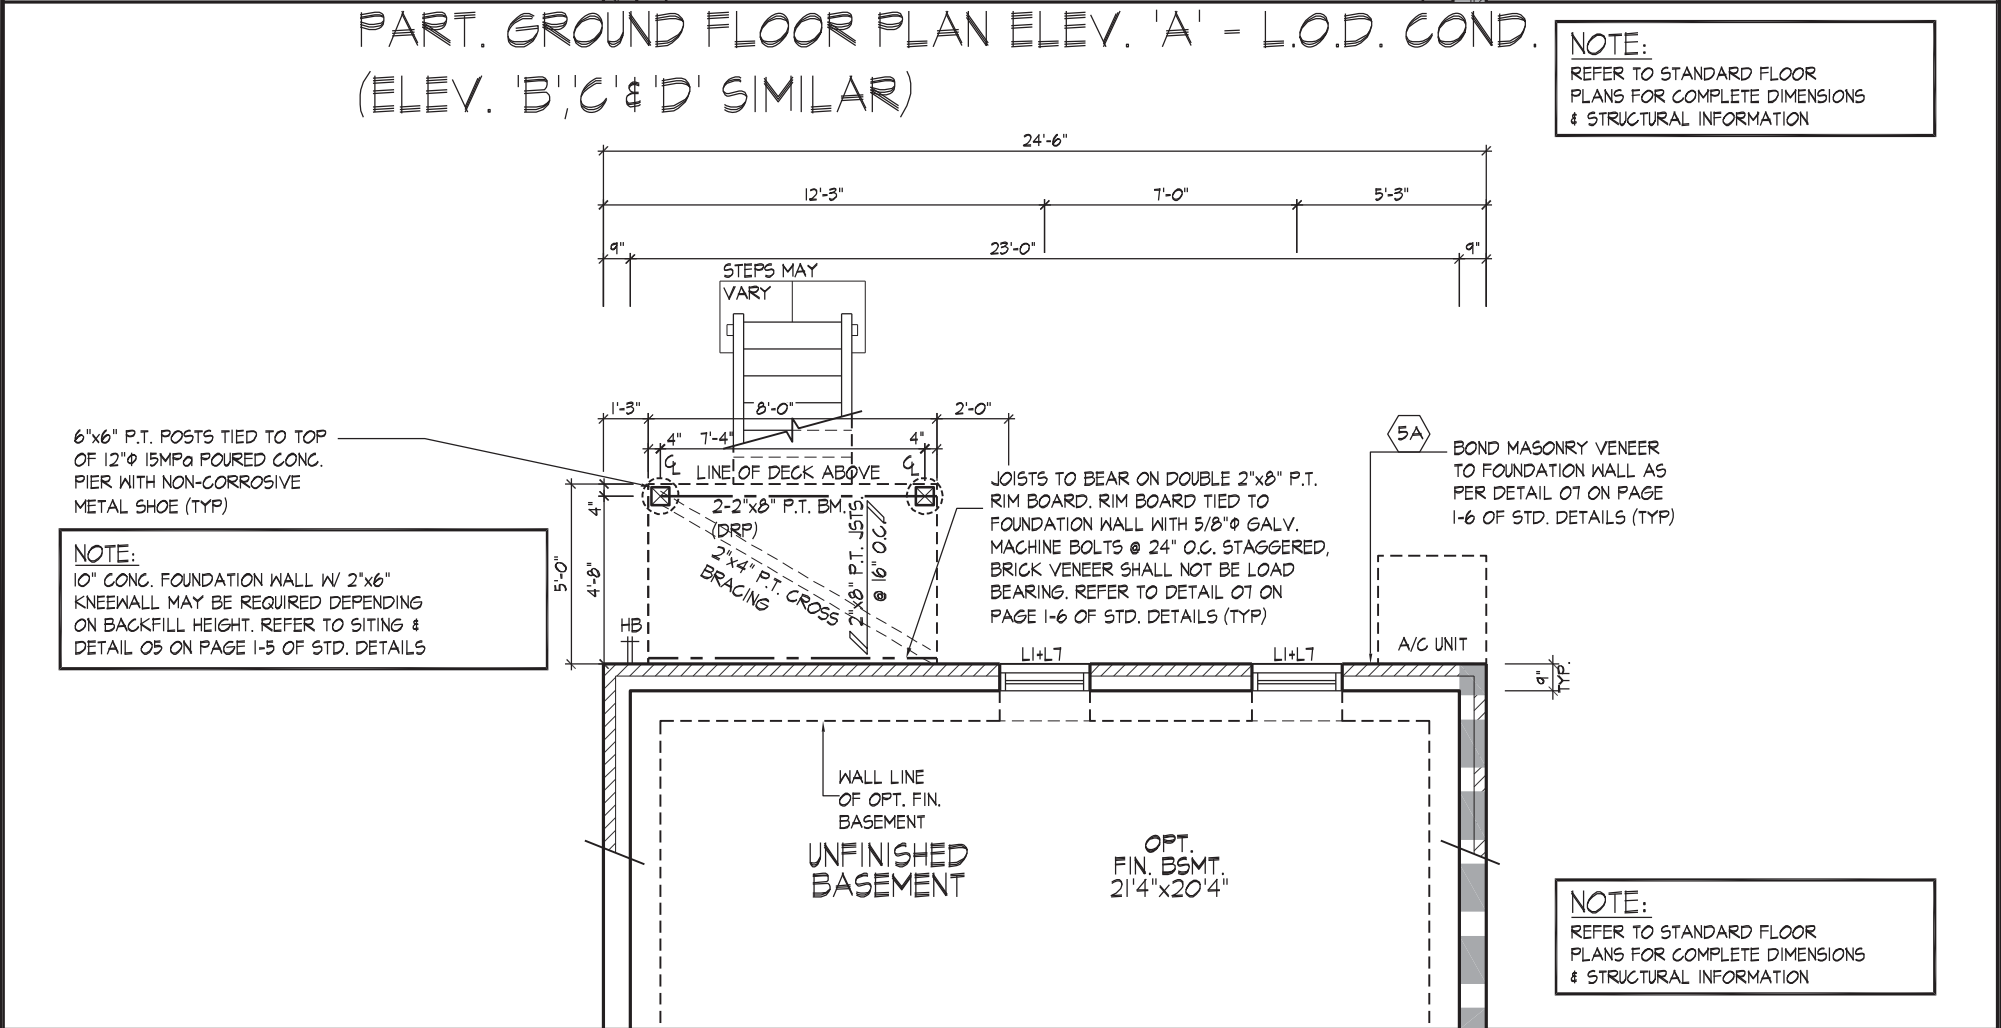 PART. GROUND FLOOR PLAN ELEV. 'A' - L.O.D. COND.
(ELEV. 'B','C'&'D' SIMILAR)
NOTE:
REFER TO STANDARD FLOOR
PLANS FOR COMPLETE DIMENSIONS
& STRUCTURAL INFORMATION
24'-6"
12'-3"
7'-0"
5'-3"
9"
23'-0"
9"
STEPS MAY
VARY
1'-3"
8'-0"
2'-0"
4"
7'-4"
4"
CL
CL
LINE OF DECK ABOVE
6"x6" P.T. POSTS TIED TO TOP
OF 12"Φ 15MPa POURED CONC.
PIER WITH NON-CORROSIVE
METAL SHOE (TYP)
NOTE:
10" CONC. FOUNDATION WALL W/ 2"x6"
KNEEWALL MAY BE REQUIRED DEPENDING
ON BACKFILL HEIGHT. REFER TO SITING &
DETAIL 05 ON PAGE 1-5 OF STD. DETAILS
5'-0"
4"
4'-8"
HB
2-2"x8" P.T. BM.
(DRP)
2"x4" P.T. CROSS
BRACING
2"x8" P.T. JSTS
@ 16" O.C.
JOISTS TO BEAR ON DOUBLE 2"x8" P.T.
RIM BOARD. RIM BOARD TIED TO
FOUNDATION WALL WITH 5/8"Φ GALV.
MACHINE BOLTS @ 24" O.C. STAGGERED,
BRICK VENEER SHALL NOT BE LOAD
BEARING. REFER TO DETAIL 07 ON
PAGE 1-6 OF STD. DETAILS (TYP)
5A
BOND MASONRY VENEER
TO FOUNDATION WALL AS
PER DETAIL 07 ON PAGE
1-6 OF STD. DETAILS (TYP)
A/C UNIT
L1+L7
L1+L7
9"
TYP.
WALL LINE
OF OPT. FIN.
BASEMENT
UNFINISHED
BASEMENT
OPT.
FIN. BSMT.
21'4"x20'4"
NOTE:
REFER TO STANDARD FLOOR
PLANS FOR COMPLETE DIMENSIONS
& STRUCTURAL INFORMATION